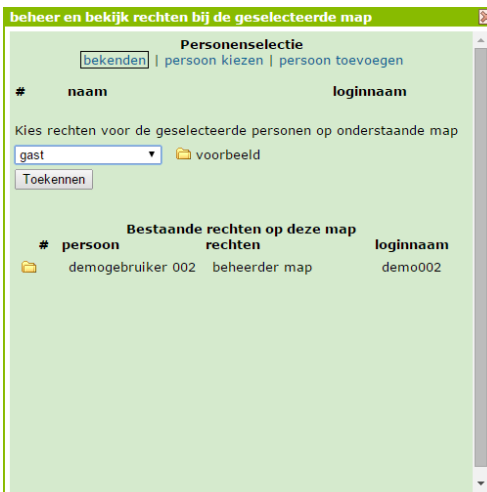 beheer en bekijk rechten bij de geselecteerde map
Personenselectie
bekenden | persoon kiezen | persoon toevoegen
# naam loginnaam
Kies rechten voor de geselecteerde personen op onderstaande map
gast voorbeeld
Toekennen
Bestaande rechten op deze map
# persoon rechten loginnaam
demogebruiker 002 beheerder map demo002